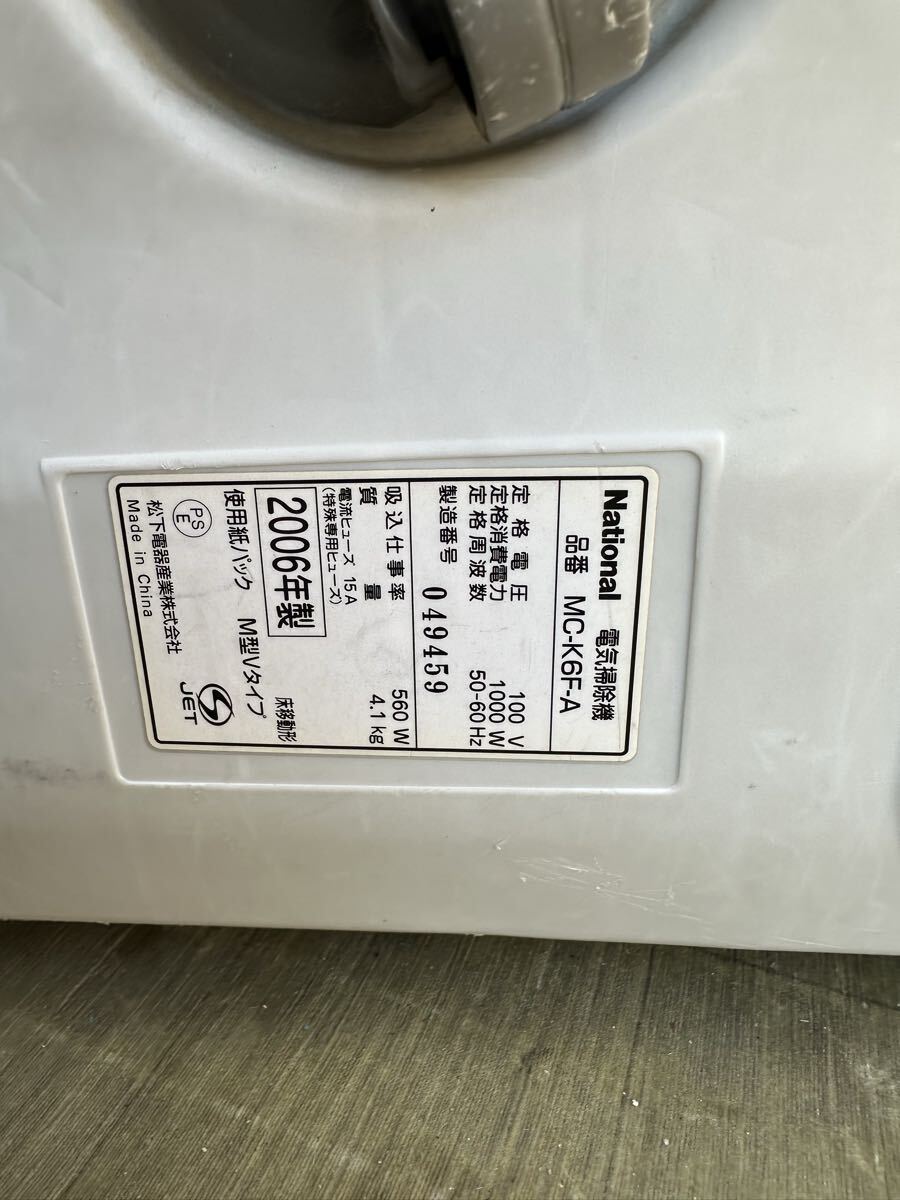 National 電気掃除機
品番 MC-K6F-A
定格電圧 100 V
定格消費電力 1000 W
定格周波数 50-60 Hz
製造番号 049459
吸込仕事率 560 W
質量 4.1 kg
電流ヒューズ 15 A
(特殊専用ヒューズ)
2006年製 床移動形
使用紙パック M型Vタイプ
PS
E
JET
松下電器産業株式会社
Made in China